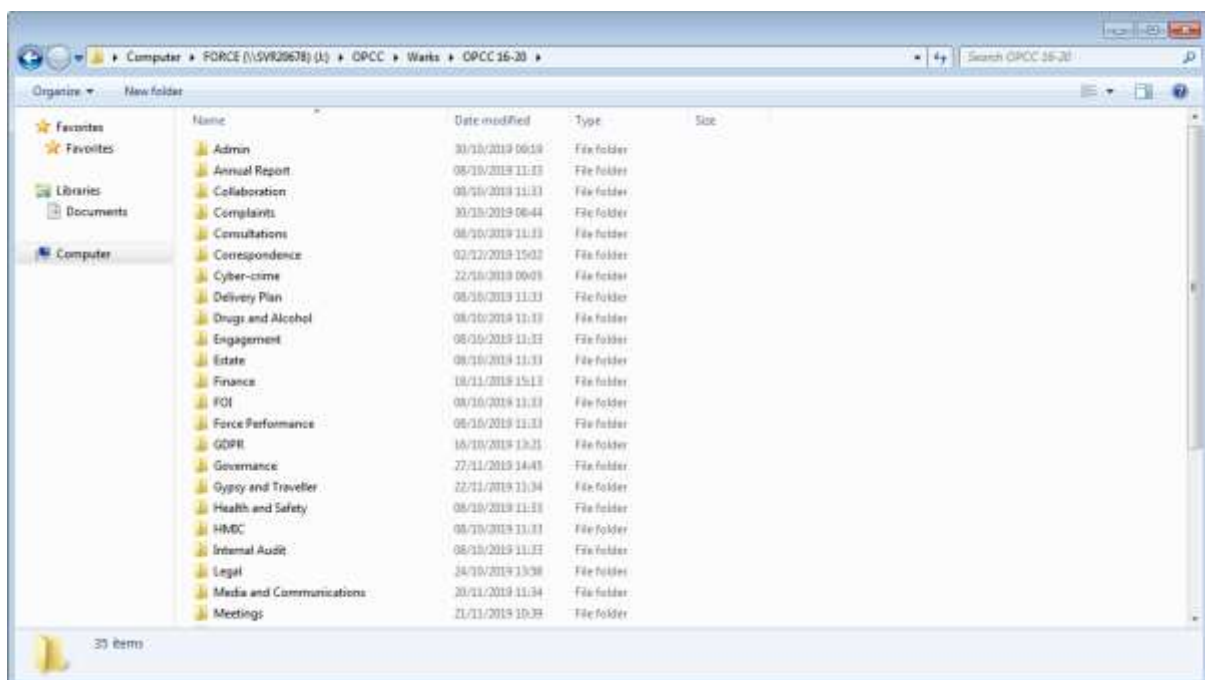 Computer FORCE (\\SVR20678) (J:) OPCC Warks OPCC 16-20 Search OPCC 16-20
Organize New folder
Name Date modified Type Size
Favorites
Favorites
Libraries
Documents
Computer
Admin 30/10/2019 File folder
Annual Report 08/10/2019 11:33 File folder
Collaboration 08/10/2019 11:33 File folder
Complaints 30/10/2019 File folder
Consultations 08/10/2019 11:33 File folder
Correspondence 02/12/2019 15:02 File folder
Cyber-crime 22/10/2019 File folder
Delivery Plan 08/10/2019 11:33 File folder
Drugs and Alcohol 08/10/2019 11:33 File folder
Engagement 08/10/2019 11:33 File folder
Estate 08/10/2019 11:33 File folder
Finance 18/11/2019 15:13 File folder
FOI 08/10/2019 11:33 File folder
Force Performance 08/10/2019 11:33 File folder
GDPR 16/10/2019 13:21 File folder
Governance 27/11/2019 14:45 File folder
Gypsy and Traveller 22/11/2019 File folder
Health and Safety 08/10/2019 11:33 File folder
HMIC 08/10/2019 11:33 File folder
Internal Audit 08/10/2019 11:33 File folder
Legal 24/10/2019 File folder
Media and Communications 20/11/2019 11:34 File folder
Meetings 21/11/2019 10:39 File folder
35 items